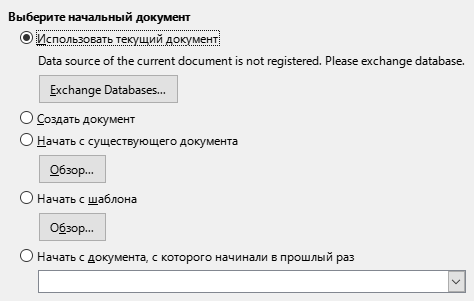 Выберите начальный документ
Использовать текущий документ
Data source of the current document is not registered. Please exchange database.
Exchange Databases...
Создать документ
Начать с существующего документа
Обзор...
Начать с шаблона
Обзор...
Начать с документа, с которого начинали в прошлый раз